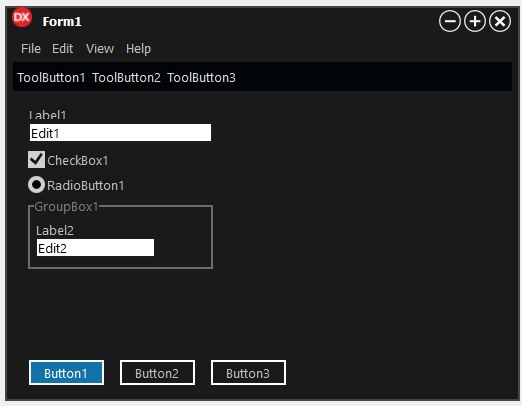 DX Form1
File Edit View Help
ToolButton1 ToolButton2 ToolButton3
Label1
Edit1
CheckBox1
RadioButton1
GroupBox1
Label2
Edit2
Button1 Button2 Button3